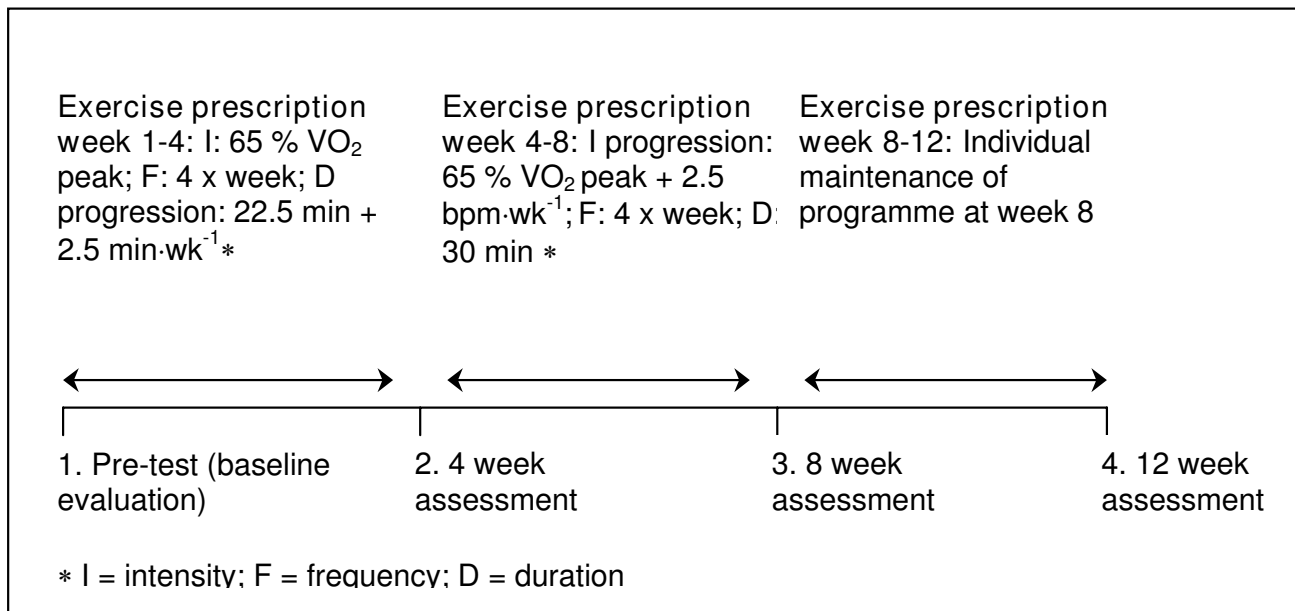 Exercise prescription
week 1-4: I: 65 % VO₂
peak; F: 4 x week; D
progression: 22.5 min +
2.5 min·wk⁻¹*
Exercise prescription
week 4-8: I progression:
65 % VO₂ peak + 2.5
bpm·wk⁻¹; F: 4 x week; D:
30 min *
Exercise prescription
week 8-12: Individual
maintenance of
programme at week 8
1. Pre-test (baseline
evaluation)
2. 4 week
assessment
3. 8 week
assessment
4. 12 week
assessment
* I = intensity; F = frequency; D = duration